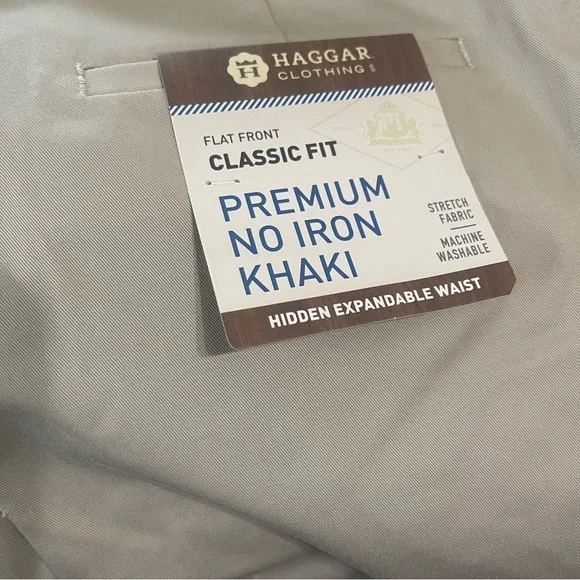 H
HAGGAR
CLOTHING CO
FLAT FRONT
CLASSIC FIT
PREMIUM
NO IRON
KHAKI
STRETCH
FABRIC
MACHINE
WASHABLE
HIDDEN EXPANDABLE WAIST